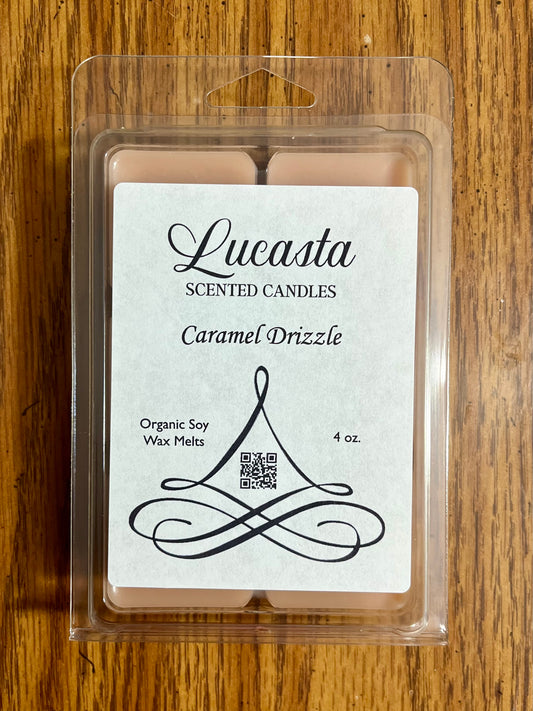 Lucasta
SCENTED CANDLES
Caramel Drizzle
Organic Soy
Wax Melts
4 oz.